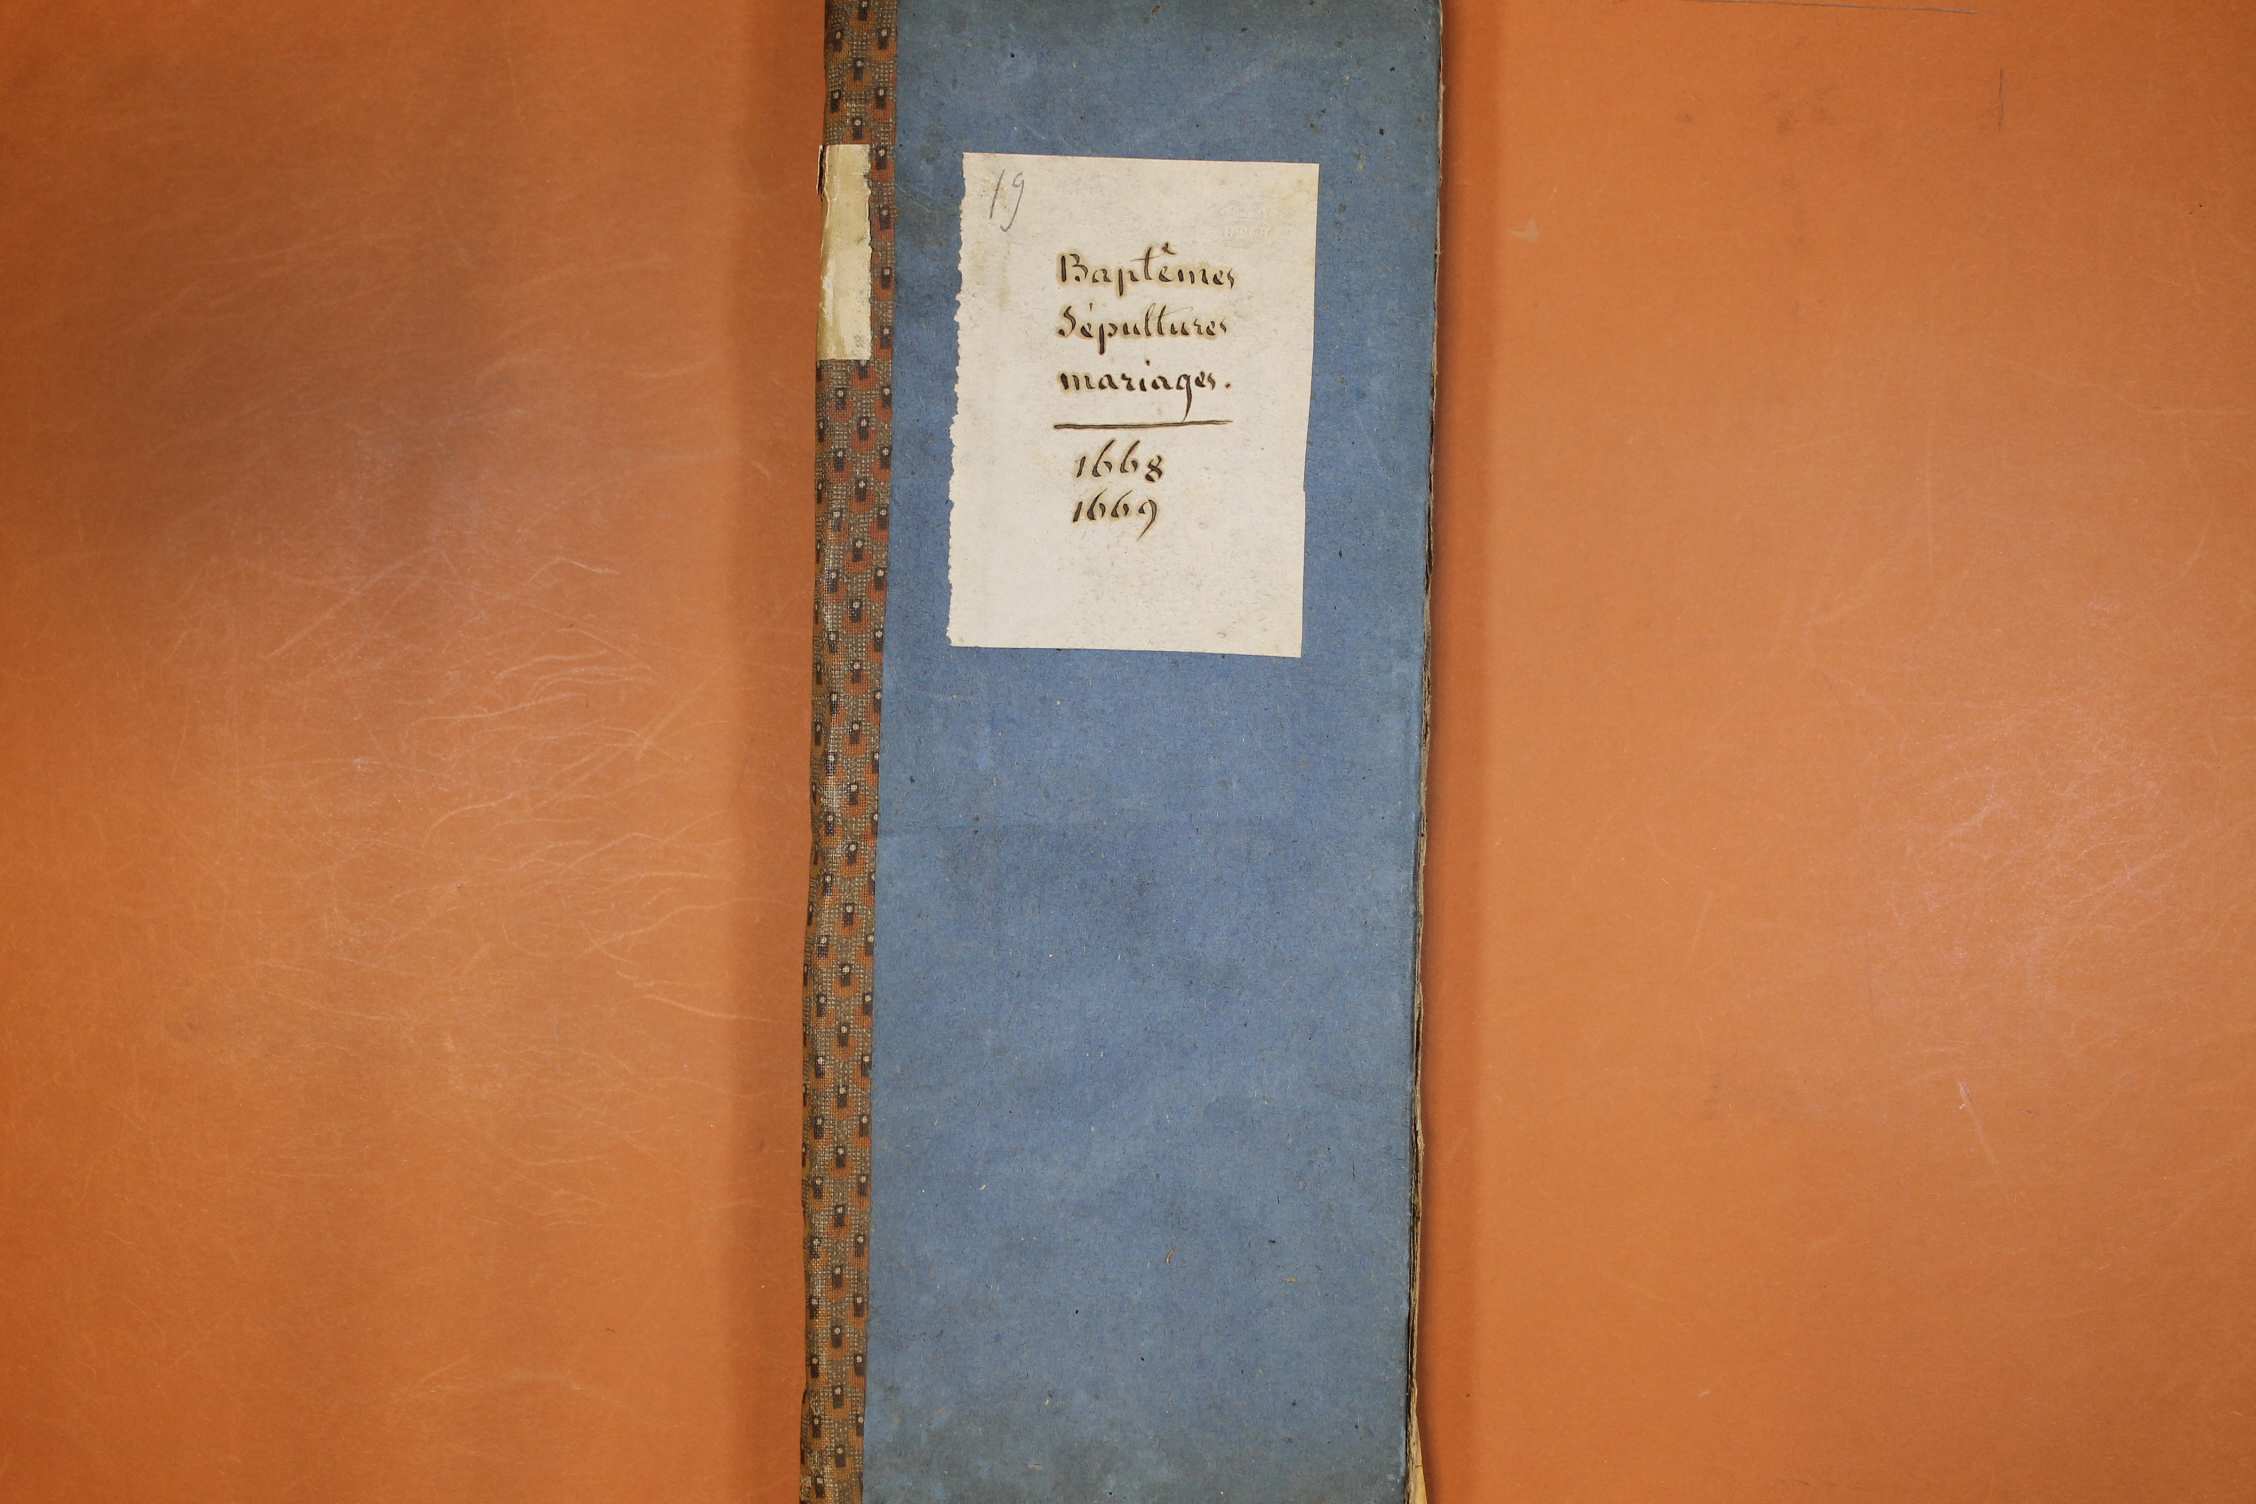 19
Baptêmes
Sépultures
mariages.
1668
1669